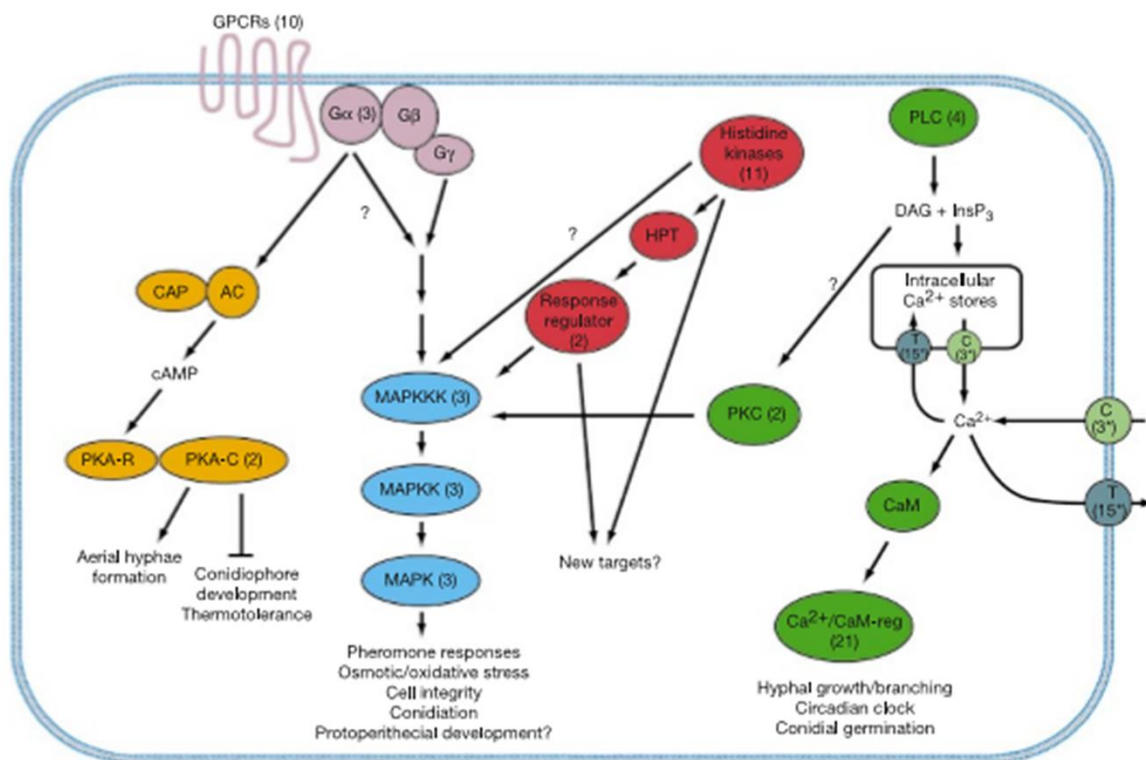 GPCRs (10)
Gα (3)
Gβ
Gγ
?
CAP
AC
cAMP
PKA-R
PKA-C (2)
Aerial hyphae
formation
Conidiophore
development
Thermotolerance
Histidine
kinases
(11)
?
HPT
Response
regulator
(2)
MAPKKK (3)
MAPKK (3)
MAPK (3)
Pheromone responses
Osmotic/oxidative stress
Cell integrity
Conidiation
Protoperithecial development?
New targets?
PLC (4)
DAG + InsP₃
?
Intracellular
Ca²⁺ stores
T
(15*)
C
(3*)
PKC (2)
Ca²⁺
C
(3*)
T
(15*)
CaM
Ca²⁺/CaM-reg
(21)
Hyphal growth/branching
Circadian clock
Conidial germination